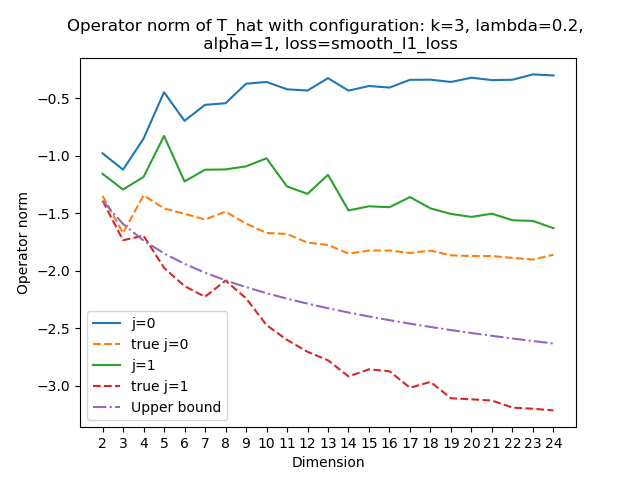 Operator norm of T_hat with configuration: k=3, lambda=0.2,
alpha=1, loss=smooth_l1_loss
Operator norm
−0.5
−1.0
−1.5
−2.0
−2.5
−3.0
j=0
true j=0
j=1
true j=1
Upper bound
2 3 4 5 6 7 8 9 10 11 12 13 14 15 16 17 18 19 20 21 22 23 24
Dimension